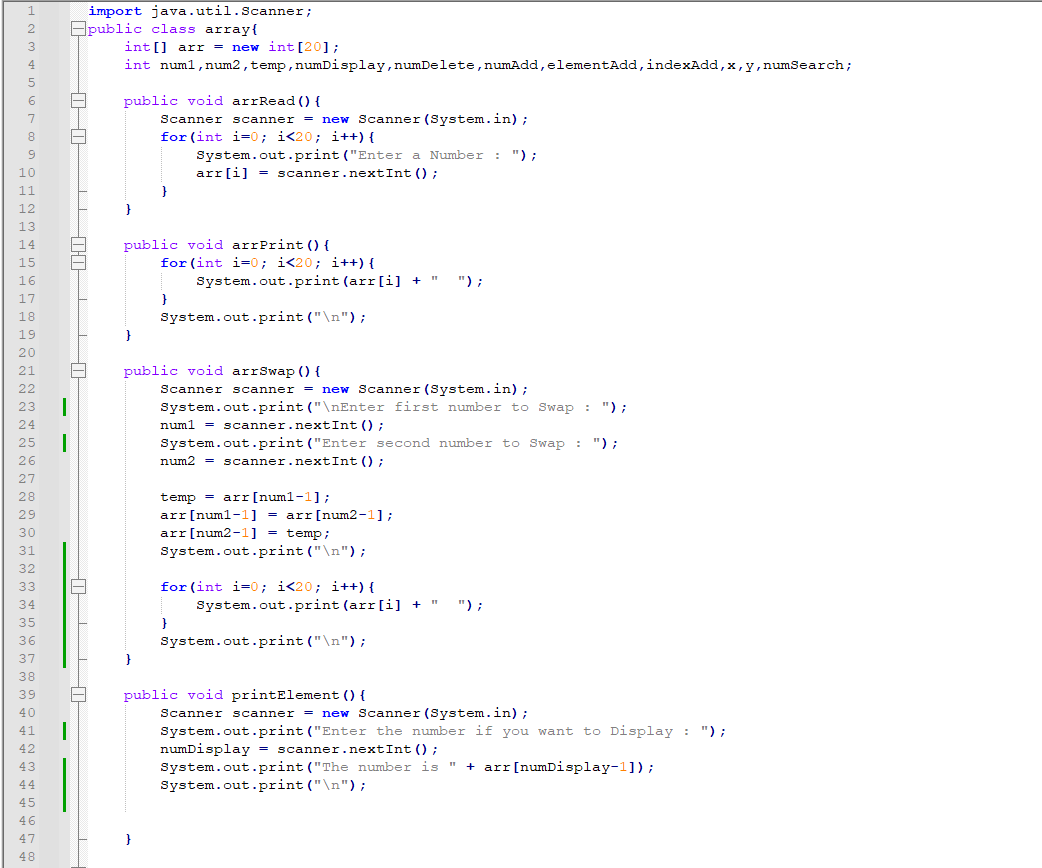 1 import java.util.Scanner;
2 public class array{
3     int[] arr = new int[20];
4     int num1,num2,temp,numDisplay,numDelete,numAdd,elementAdd,indexAdd,x,y,numSearch;
5
6     public void arrRead(){
7         Scanner scanner = new Scanner(System.in);
8         for(int i=0; i<20; i++){
9             System.out.print("Enter a Number : ");
10             arr[i] = scanner.nextInt();
11         }
12     }
13
14     public void arrPrint(){
15         for(int i=0; i<20; i++){
16             System.out.print(arr[i] + "  ");
17         }
18         System.out.print("\n");
19     }
20
21     public void arrSwap(){
22         Scanner scanner = new Scanner(System.in);
23         System.out.print("\nEnter first number to Swap : ");
24         num1 = scanner.nextInt();
25         System.out.print("Enter second number to Swap : ");
26         num2 = scanner.nextInt();
27
28         temp = arr[num1-1];
29         arr[num1-1] = arr[num2-1];
30         arr[num2-1] = temp;
31         System.out.print("\n");
32
33         for(int i=0; i<20; i++){
34             System.out.print(arr[i] + "  ");
35         }
36         System.out.print("\n");
37     }
38
39     public void printElement(){
40         Scanner scanner = new Scanner(System.in);
41         System.out.print("Enter the number if you want to Display : ");
42         numDisplay = scanner.nextInt();
43         System.out.print("The number is " + arr[numDisplay-1]);
44         System.out.print("\n");
45
46
47     }
48